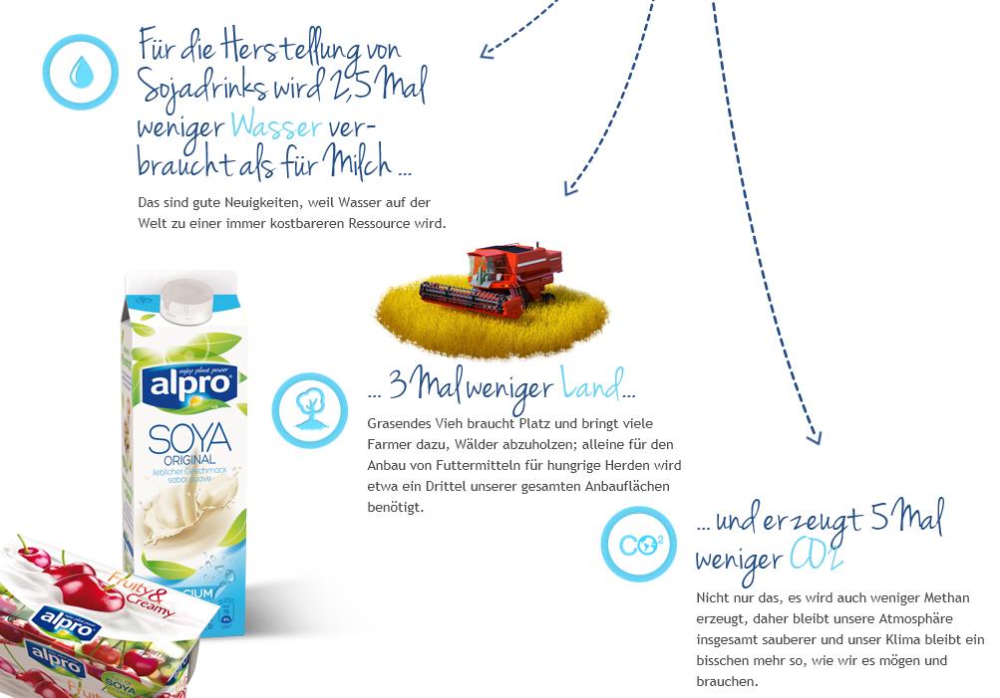 Für die Herstellung von
Sojadrinks wird 2,5 Mal
weniger Wasser ver-
braucht als für Milch ...
Das sind gute Neuigkeiten, weil Wasser auf der
Welt zu einer immer kostbareren Ressource wird.
enjoy plant power
alpro
SOYA
ORIGINAL
lieblicher Geschmack
sabor suave
... 3 Mal weniger Land...
Grasendes Vieh braucht Platz und bringt viele
Farmer dazu, Wälder abzuholzen; alleine für den
Anbau von Futtermitteln für hungrige Herden wird
etwa ein Drittel unserer gesamten Anbauflächen
benötigt.
CO²
... und erzeugt 5 Mal
weniger CO2
Nicht nur das, es wird auch weniger Methan
erzeugt, daher bleibt unsere Atmosphäre
insgesamt sauberer und unser Klima bleibt ein
bisschen mehr so, wie wir es mögen und
brauchen.
Fruity &
Creamy
alpro
alpro
SOYA